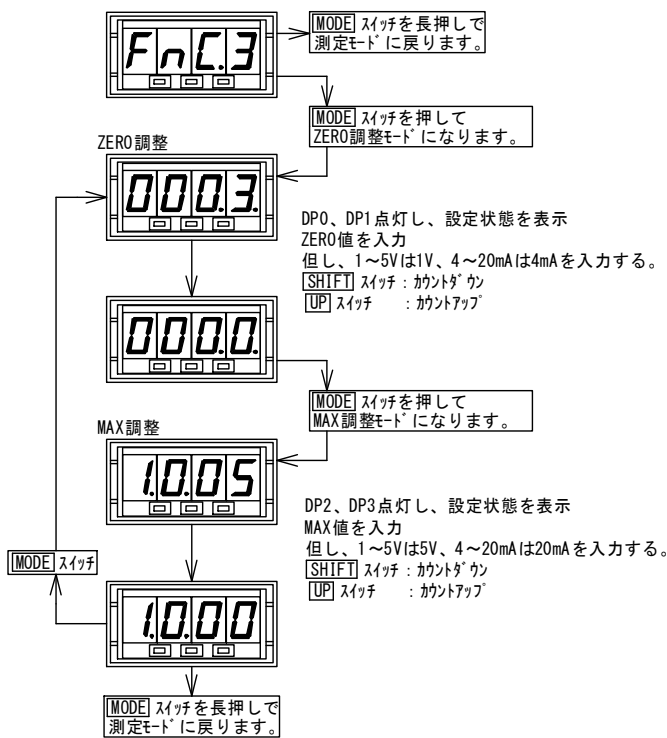 FnC.3
MODE スイッチを長押しで
測定ﾓｰﾄﾞに戻ります。
MODE スイッチを押して
ZERO調整ﾓｰﾄﾞになります。
ZERO調整
000.3.
DP0、DP1点灯し、設定状態を表示
ZERO値を入力
但し、1～5Vは1V、4～20mAは4mAを入力する。
SHIFT スイッチ：ｶｳﾝﾄﾀﾞｳﾝ
UP スイッチ ：ｶｳﾝﾄｱｯﾌﾟ
000.0.
MODE スイッチを押して
MAX調整ﾓｰﾄﾞになります。
MAX調整
1.0.05
DP2、DP3点灯し、設定状態を表示
MAX値を入力
但し、1～5Vは5V、4～20mAは20mAを入力する。
SHIFT スイッチ：ｶｳﾝﾄﾀﾞｳﾝ
UP スイッチ ：ｶｳﾝﾄｱｯﾌﾟ
MODE スイッチ
1.0.00
MODE スイッチを長押しで
測定ﾓｰﾄﾞに戻ります。